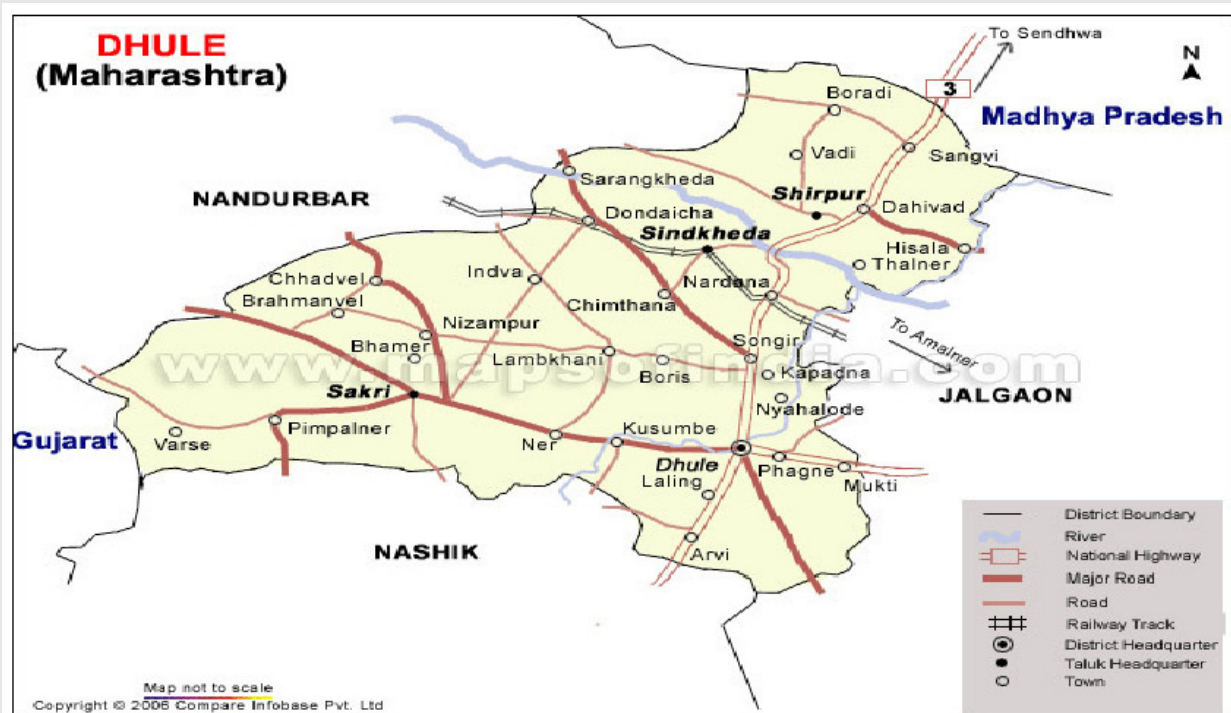 DHULE
(Maharashtra)
To Sendhwa
N
3
Madhya Pradesh
Boradi
Vadi
Sangvi
Sarangkheda
Shirpur
NANDURBAR
Dondaicha
Dahivad
Sindkheda
Hisala
Thalner
Chhadvel
Indva
Nardana
Brahmanvel
Chimthana
Nizampur
To Amalner
Songir
Bhamer
Lambkhani
Boris
Kapadna
www.mapsofindia.com
JALGAON
Sakri
Nyahalode
Gujarat
Varse
Pimpalner
Ner
Kusumbe
Dhule
Phagne
Laling
Mukti
NASHIK
Arvi
District Boundary
River
National Highway
Major Road
Road
Railway Track
District Headquarter
Taluk Headquarter
Town
Map not to scale
Copyright © 2006 Compare Infobase Pvt. Ltd